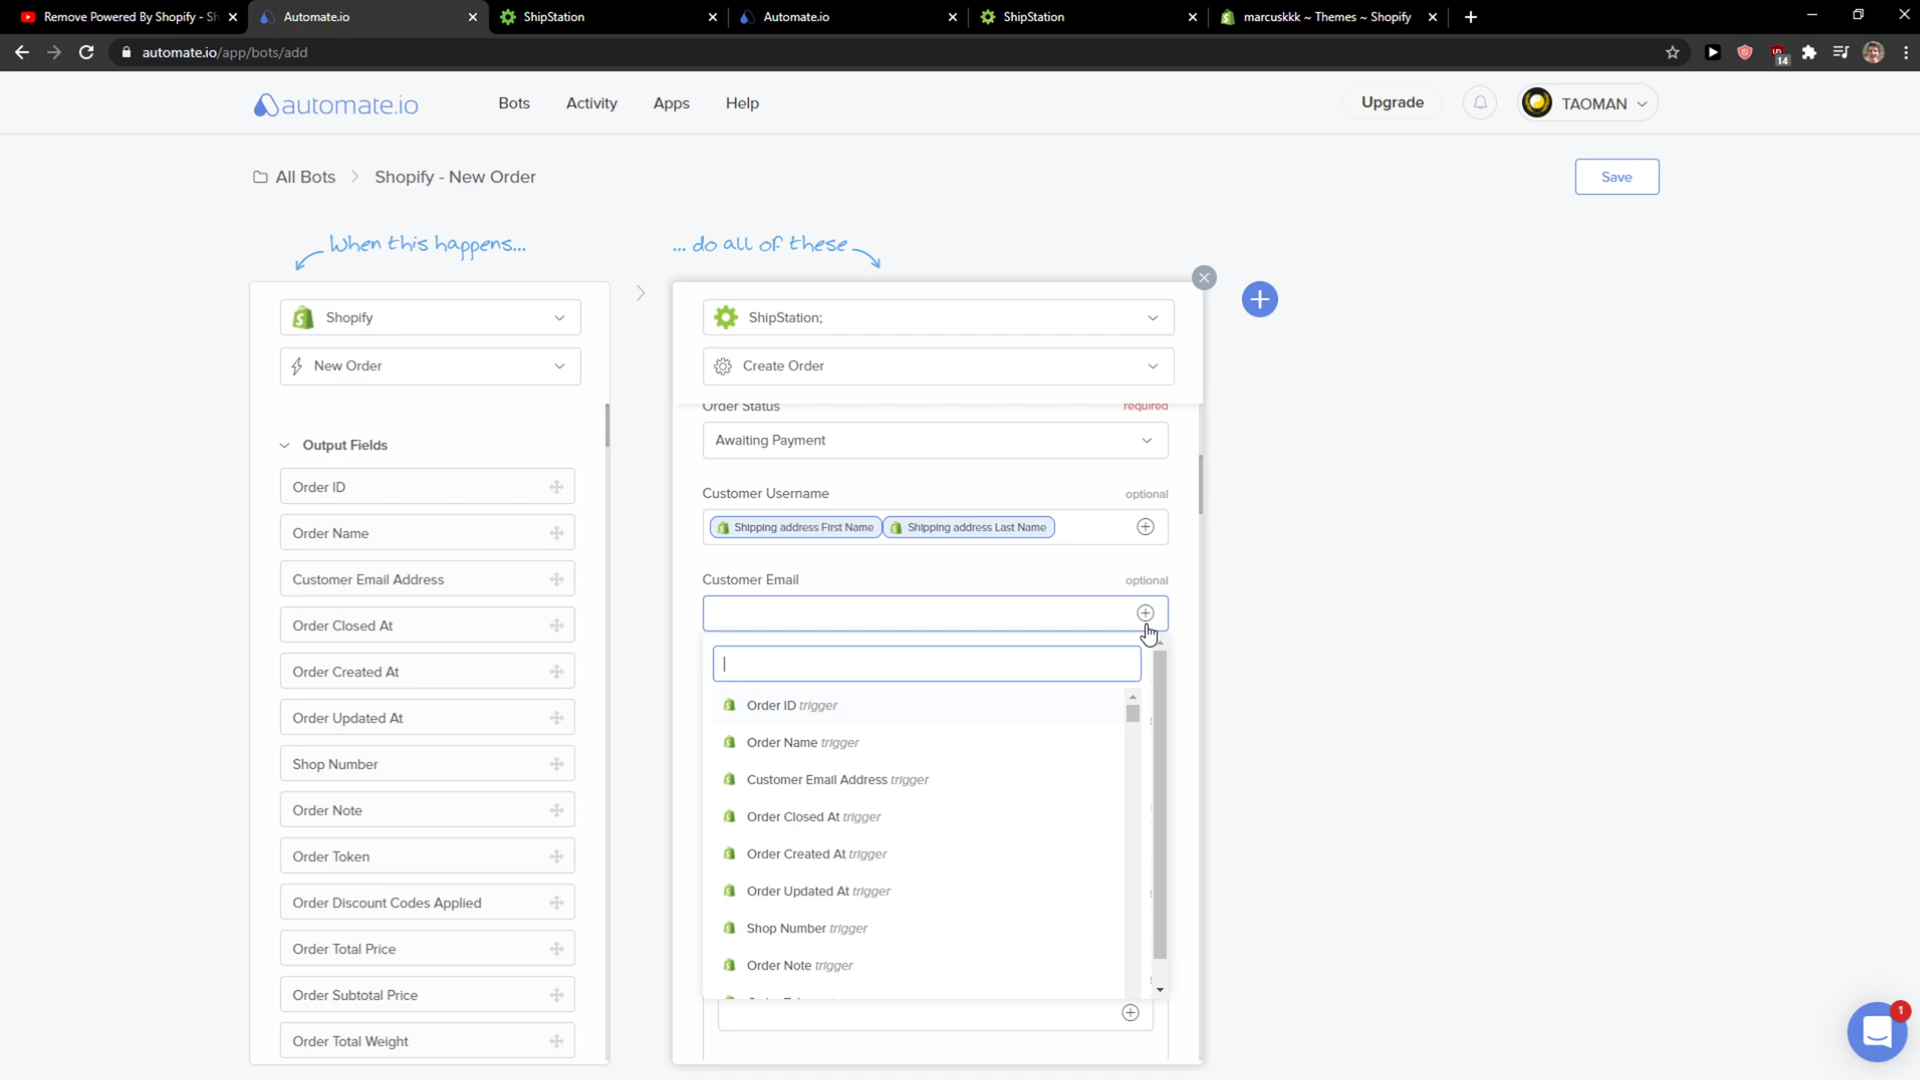 Remove Powered By Shopify - Sh
Automate.io
ShipStation
Automate.io
ShipStation
marcuskkk ~ Themes ~ Shopify
automate.io/app/bots/add
14
automate.io
Bots
Activity
Apps
Help
Upgrade
TAOMAN
All Bots
Shopify - New Order
Save
When this happens...
... do all of these
Shopify
New Order
Output Fields
Order ID
Order Name
Customer Email Address
Order Closed At
Order Created At
Order Updated At
Shop Number
Order Note
Order Token
Order Discount Codes Applied
Order Total Price
Order Subtotal Price
Order Total Weight
ShipStation;
Create Order
Order Status
required
Awaiting Payment
Customer Username
optional
Shipping address First Name
Shipping address Last Name
Customer Email
optional
Order ID trigger
Order Name trigger
Customer Email Address trigger
Order Closed At trigger
Order Created At trigger
Order Updated At trigger
Shop Number trigger
Order Note trigger
1